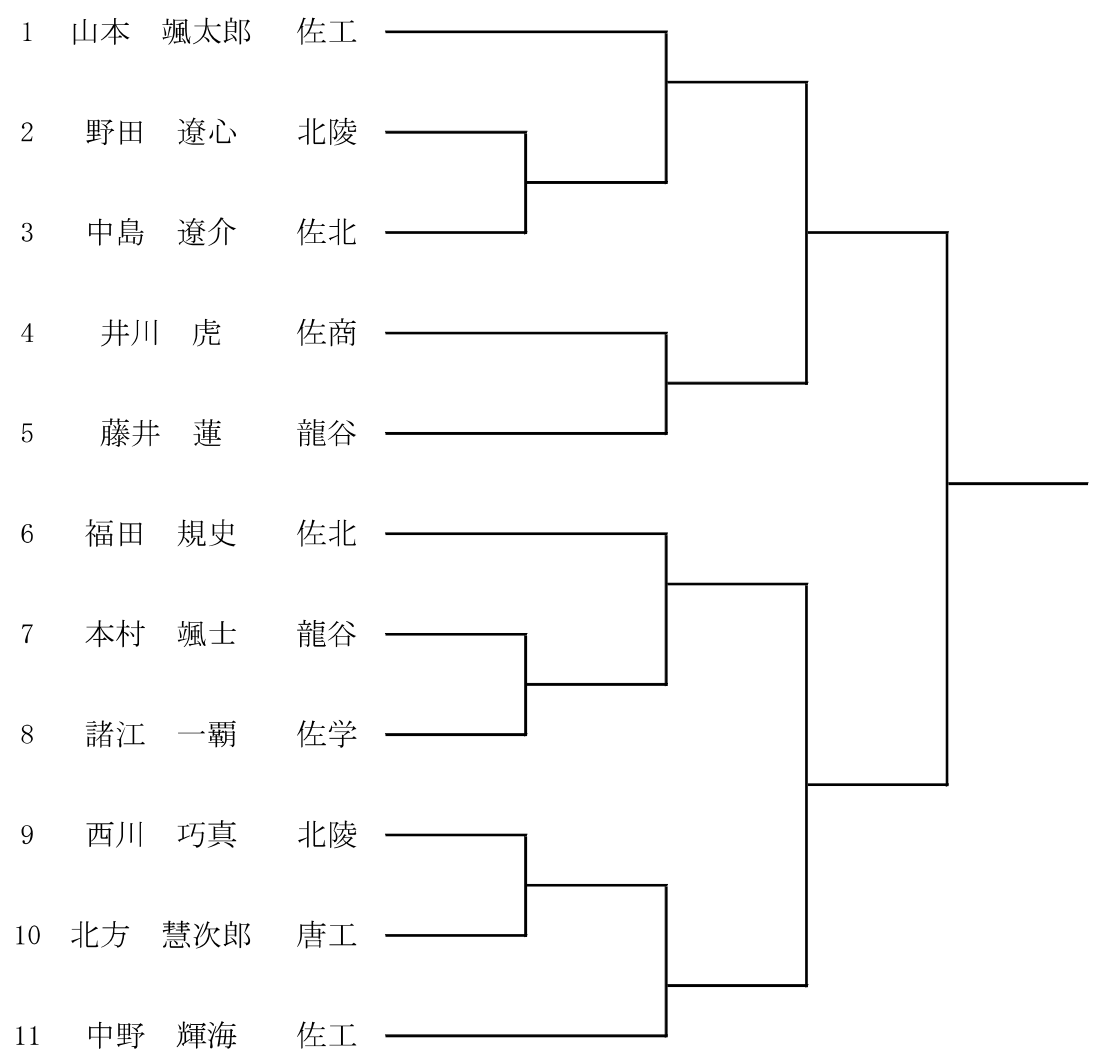 1 山本 颯太郎 佐工
2 野田 遼心 北陵
3 中島 遼介 佐北
4 井川 虎 佐商
5 藤井 蓮 龍谷
6 福田 規史 佐北
7 本村 颯士 龍谷
8 諸江 一覇 佐学
9 西川 巧真 北陵
10 北方 慧次郎 唐工
11 中野 輝海 佐工